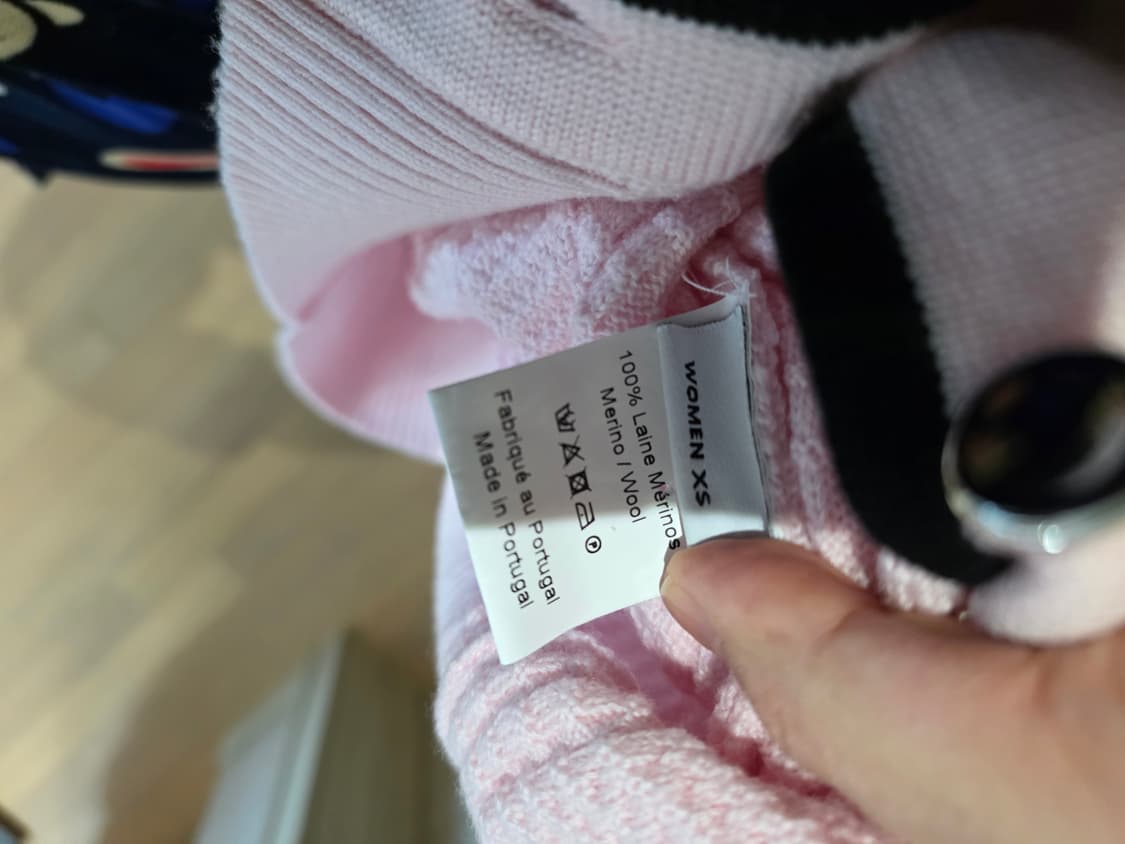 WOMEN XS
100% Laine Mérinos
Merino / Wool
P
Fabriqué au Portugal
Made in Portugal